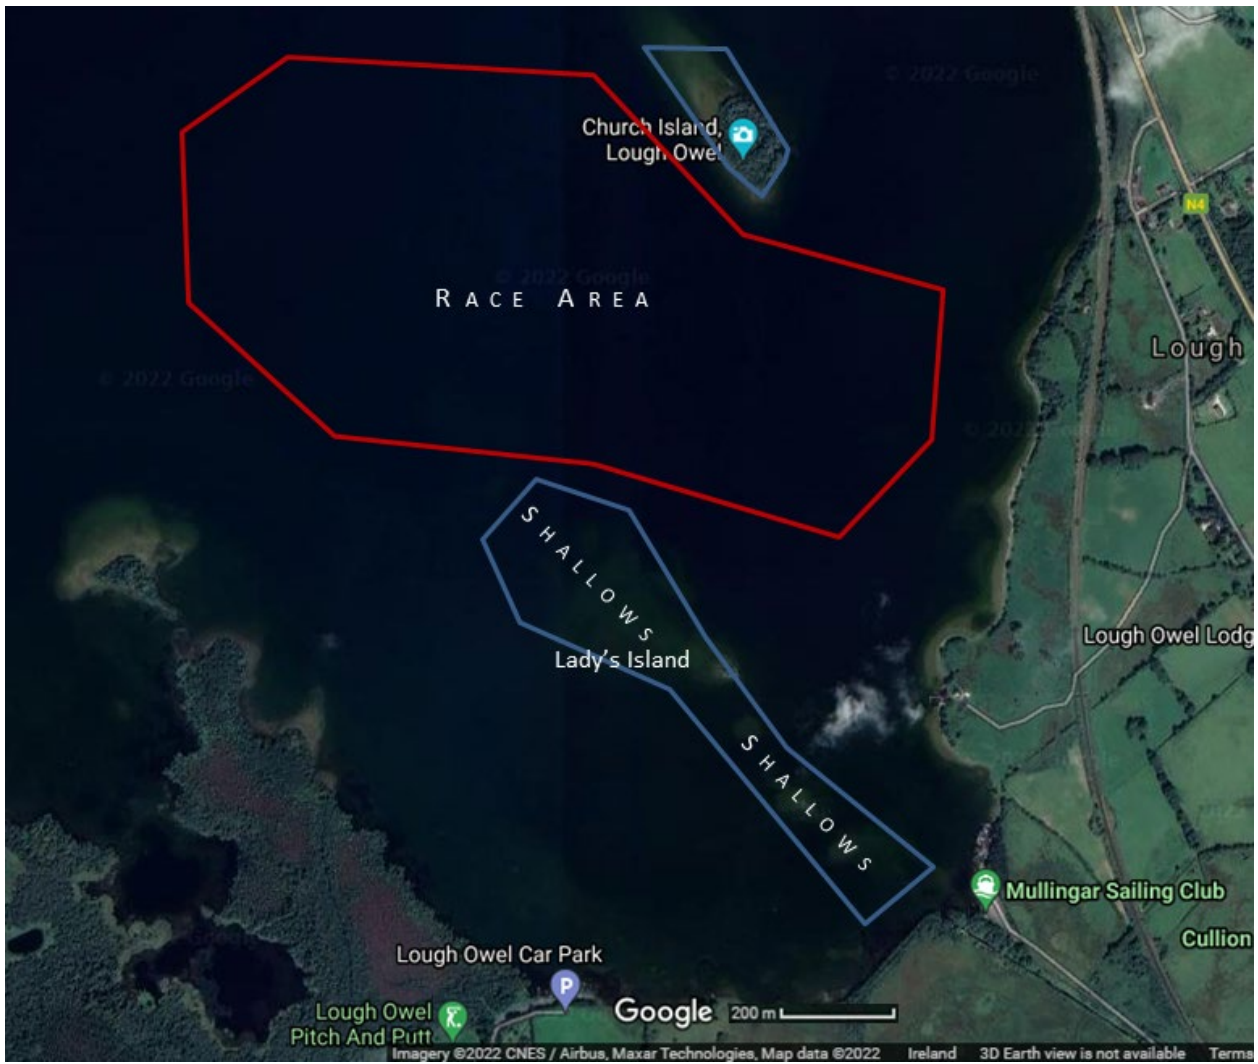 © 2022 Google
Church Island,
Lough Owel
N4
© 2022 Google
RACE AREA
Lough
© 2022 Google
SHALLOWS
Lough Owel Lodg
Lady's Island
SHALLOWS
Mullingar Sailing Club
Cullion
Lough Owel Car Park
P
Lough Owel
Pitch And Putt
Google
200 m
Imagery ©2022 CNES / Airbus, Maxar Technologies, Map data ©2022 Ireland 3D Earth view is not available Terms